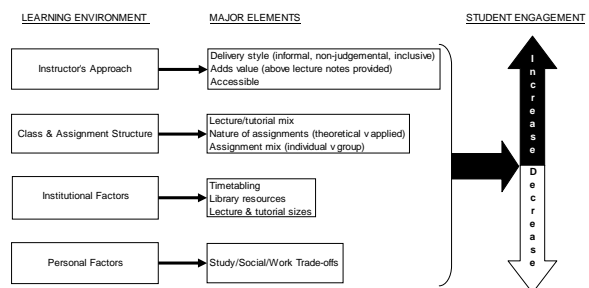 LEARNING ENVIRONMENT
MAJOR ELEMENTS
STUDENT ENGAGEMENT
Instructor's Approach
Delivery style (informal, non-judgemental, inclusive)
Adds value (above lecture notes provided)
Accessible
Class & Assignment Structure
Lecture/tutorial mix
Nature of assignments (theoretical v applied)
Assignment mix (individual v group)
Institutional Factors
Timetabling
Library resources
Lecture & tutorial sizes
Personal Factors
Study/Social/Work Trade-offs
Increase
Decrease